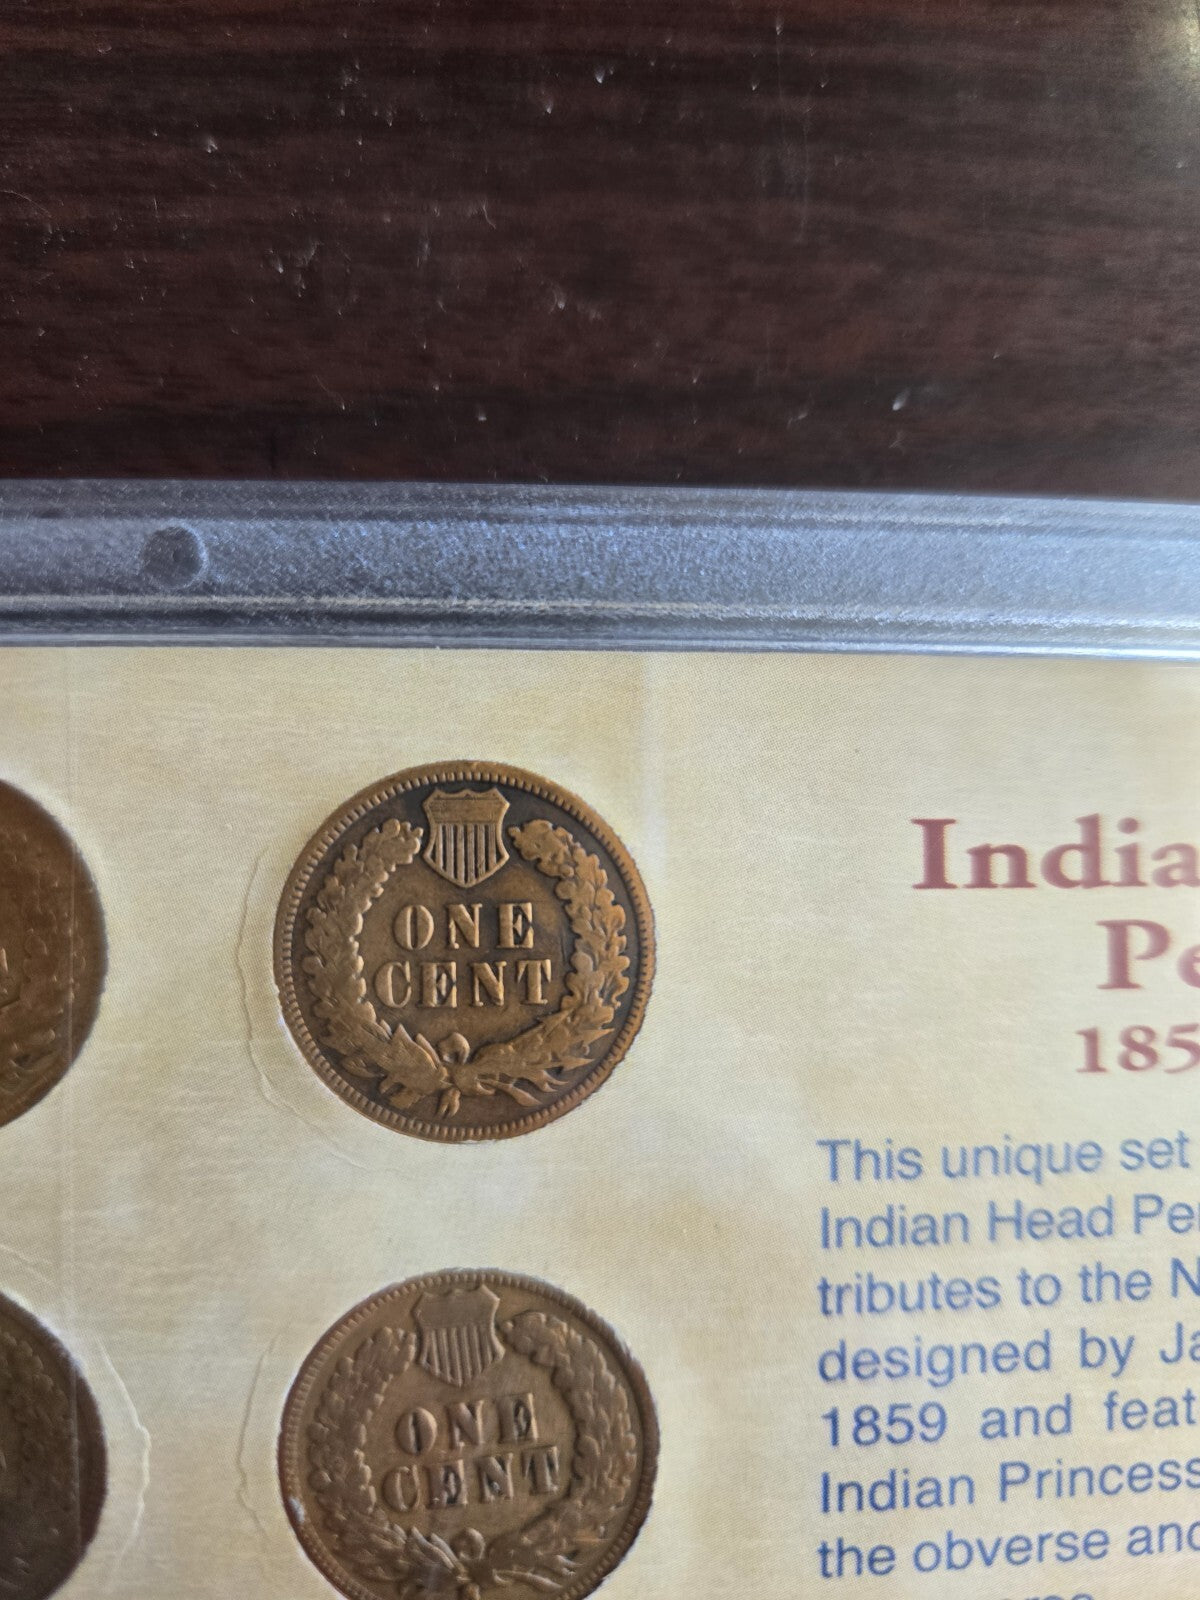 ONE
CENT
ONE
CENT
India
Pe
185
This unique set
Indian Head Pe
tributes to the N
designed by Ja
1859 and feat
Indian Princess
the obverse and